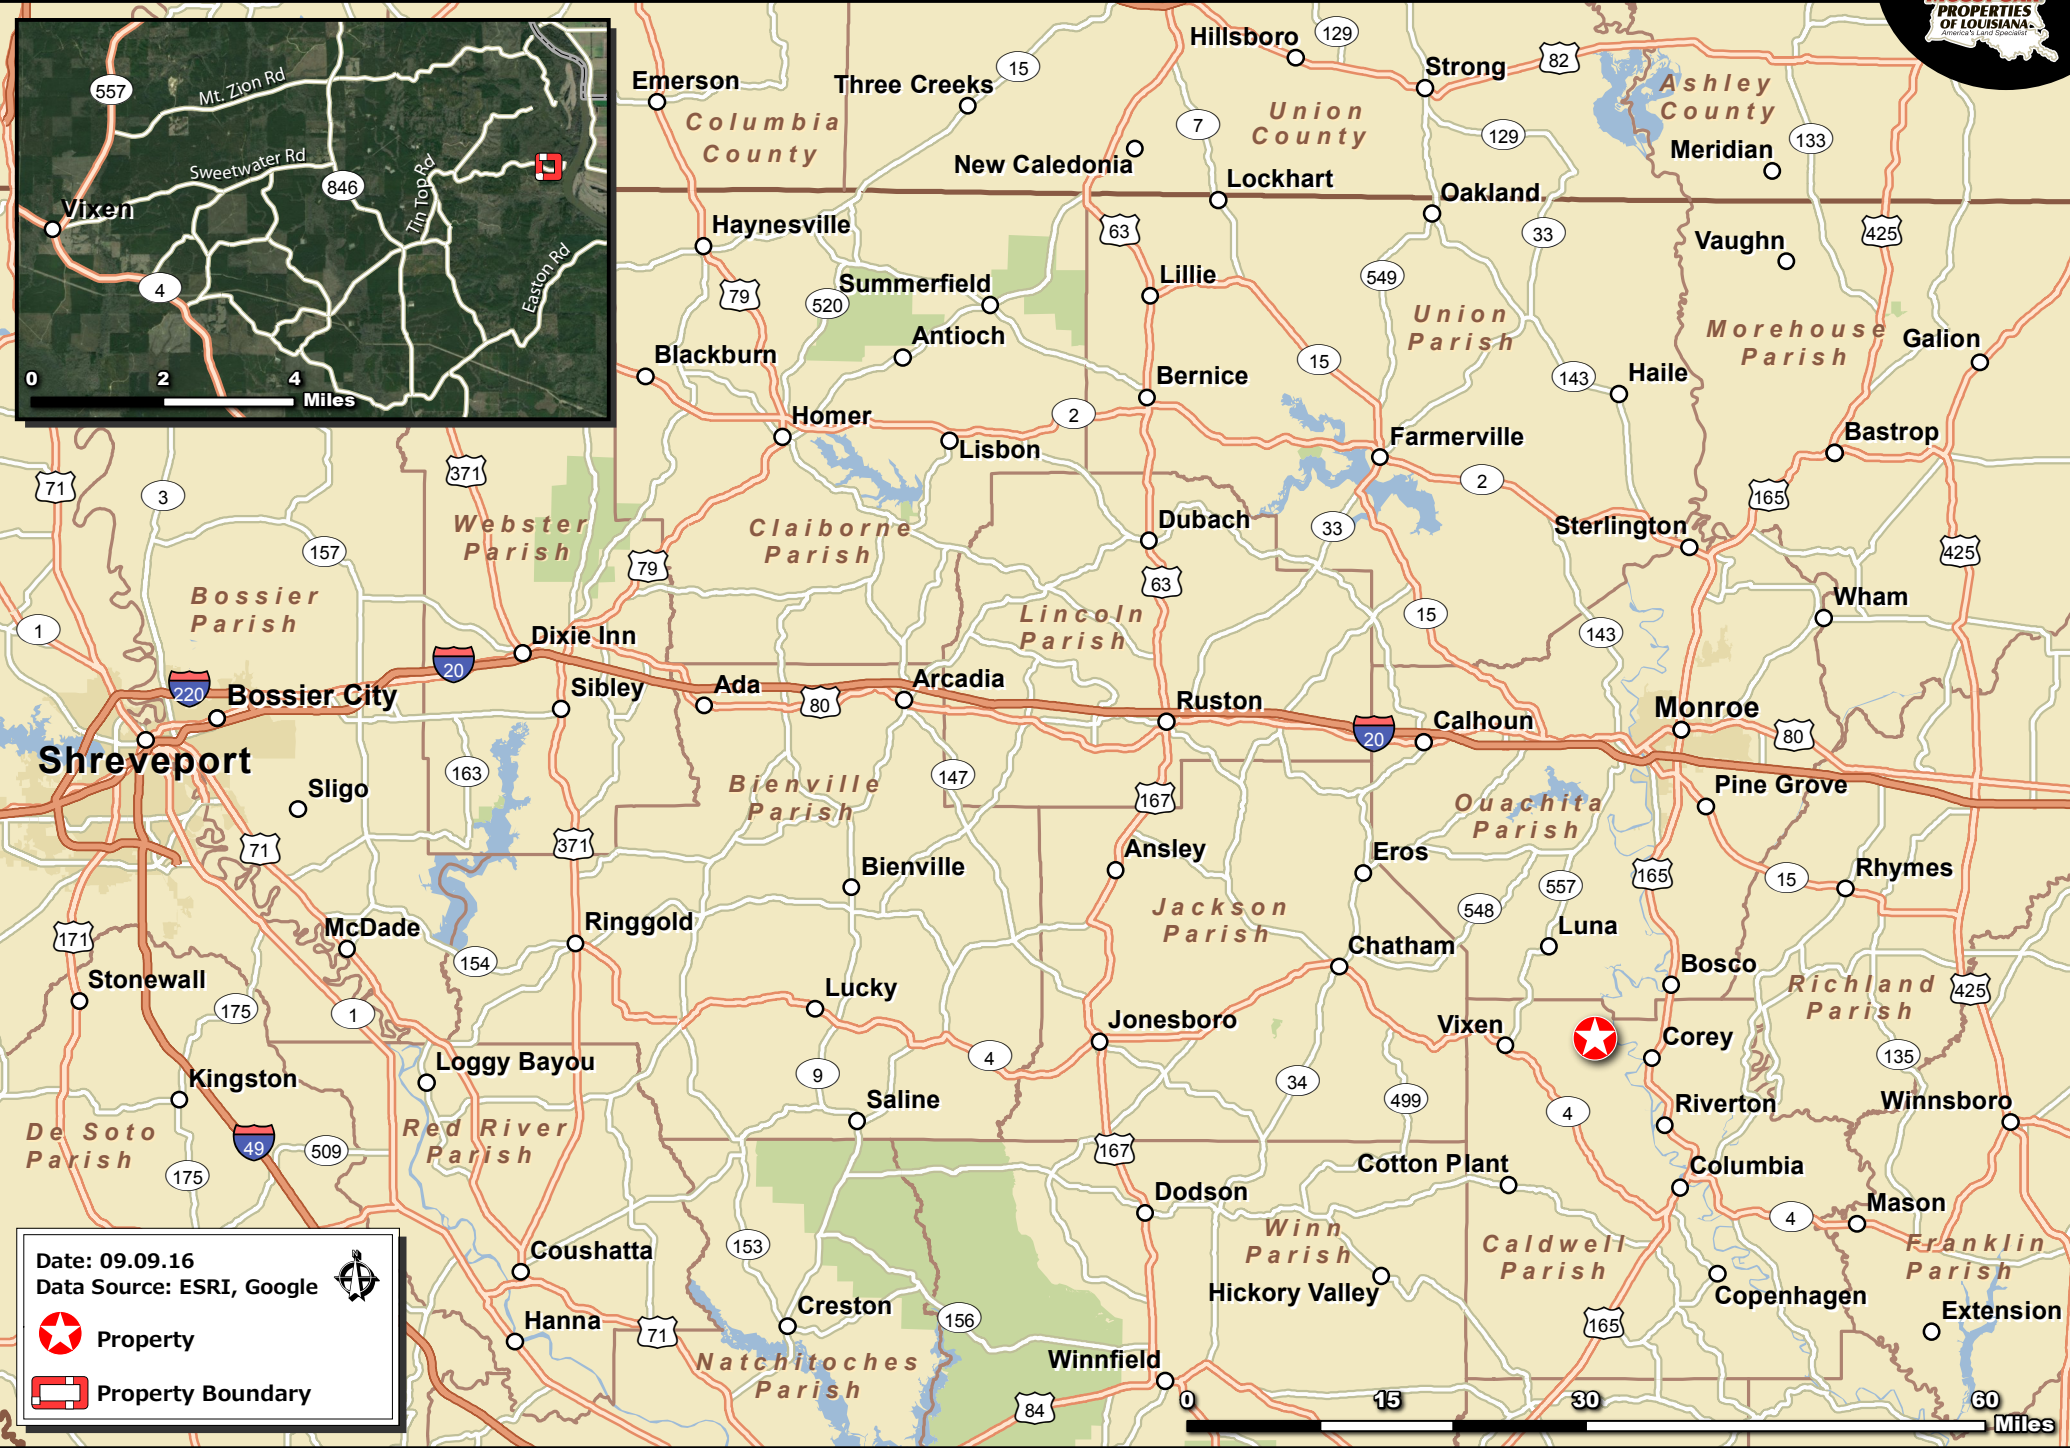 PROPERTIES
OF LOUISIANA
America's Land Specialist
557
Mt. Zion Rd
Sweetwater Rd
846
Tin Top Rd
Vixen
4
Easton Rd
0 2 4
Miles
Hillsboro
129
Emerson
Three Creeks
15
Strong
82
Ashley
County
Columbia
County
7
Union
County
129
133
New Caledonia
Meridian
Lockhart
Oakland
Haynesville
63
33
Vaughn
425
Summerfield
Lillie
549
79
520
Union
Parish
Morehouse
Parish
Galion
Antioch
Blackburn
15
143
Haile
Bernice
Homer
2
Lisbon
Farmerville
Bastrop
71
3
371
2
165
Webster
Parish
Claiborne
Parish
Dubach
33
Sterlington
157
79
63
425
Bossier
Parish
Lincoln
Parish
15
Wham
1
Dixie Inn
143
20
220
Bossier City
Sibley
Ada
80
Arcadia
Ruston
20
Calhoun
Monroe
80
Shreveport
163
Sligo
Bienville
Parish
147
167
Ouachita
Parish
Pine Grove
71
371
Ansley
Eros
Bienville
165
15
Rhymes
557
548
McDade
Ringgold
Jackson
Parish
Luna
171
154
Chatham
Stonewall
Bosco
Richland
Parish
425
175
1
Lucky
Jonesboro
Vixen
Corey
Loggy Bayou
4
135
Kingston
9
34
499
4
Saline
Riverton
Winnsboro
De Soto
Parish
49
509
Red River
Parish
167
Cotton Plant
Columbia
175
Dodson
4
Mason
153
Winn
Parish
Caldwell
Parish
Franklin
Parish
Coushatta
Hickory Valley
Copenhagen
Creston
156
Extension
Hanna
71
165
Natchitoches
Parish
Winnfield
84
0 15 30 60
Miles
Date: 09.09.16
Data Source: ESRI, Google
Property
Property Boundary